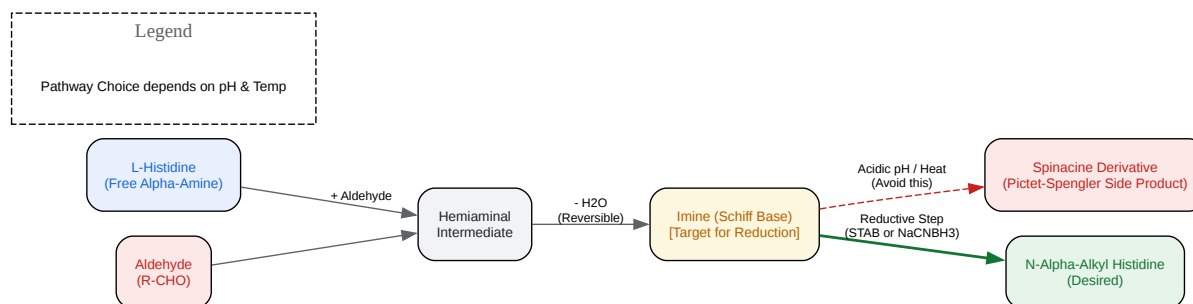 Legend
Pathway Choice depends on pH & Temp
L-Histidine
(Free Alpha-Amine)
+ Aldehyde
Aldehyde
(R-CHO)
Hemiaminal
Intermediate
- H2O
(Reversible)
Imine (Schiff Base)
[Target for Reduction]
Acidic pH / Heat
(Avoid this)
Reductive Step
(STAB or NaCNBH3)
Spinacine Derivative
(Pictet-Spengler Side Product)
N-Alpha-Alkyl Histidine
(Desired)